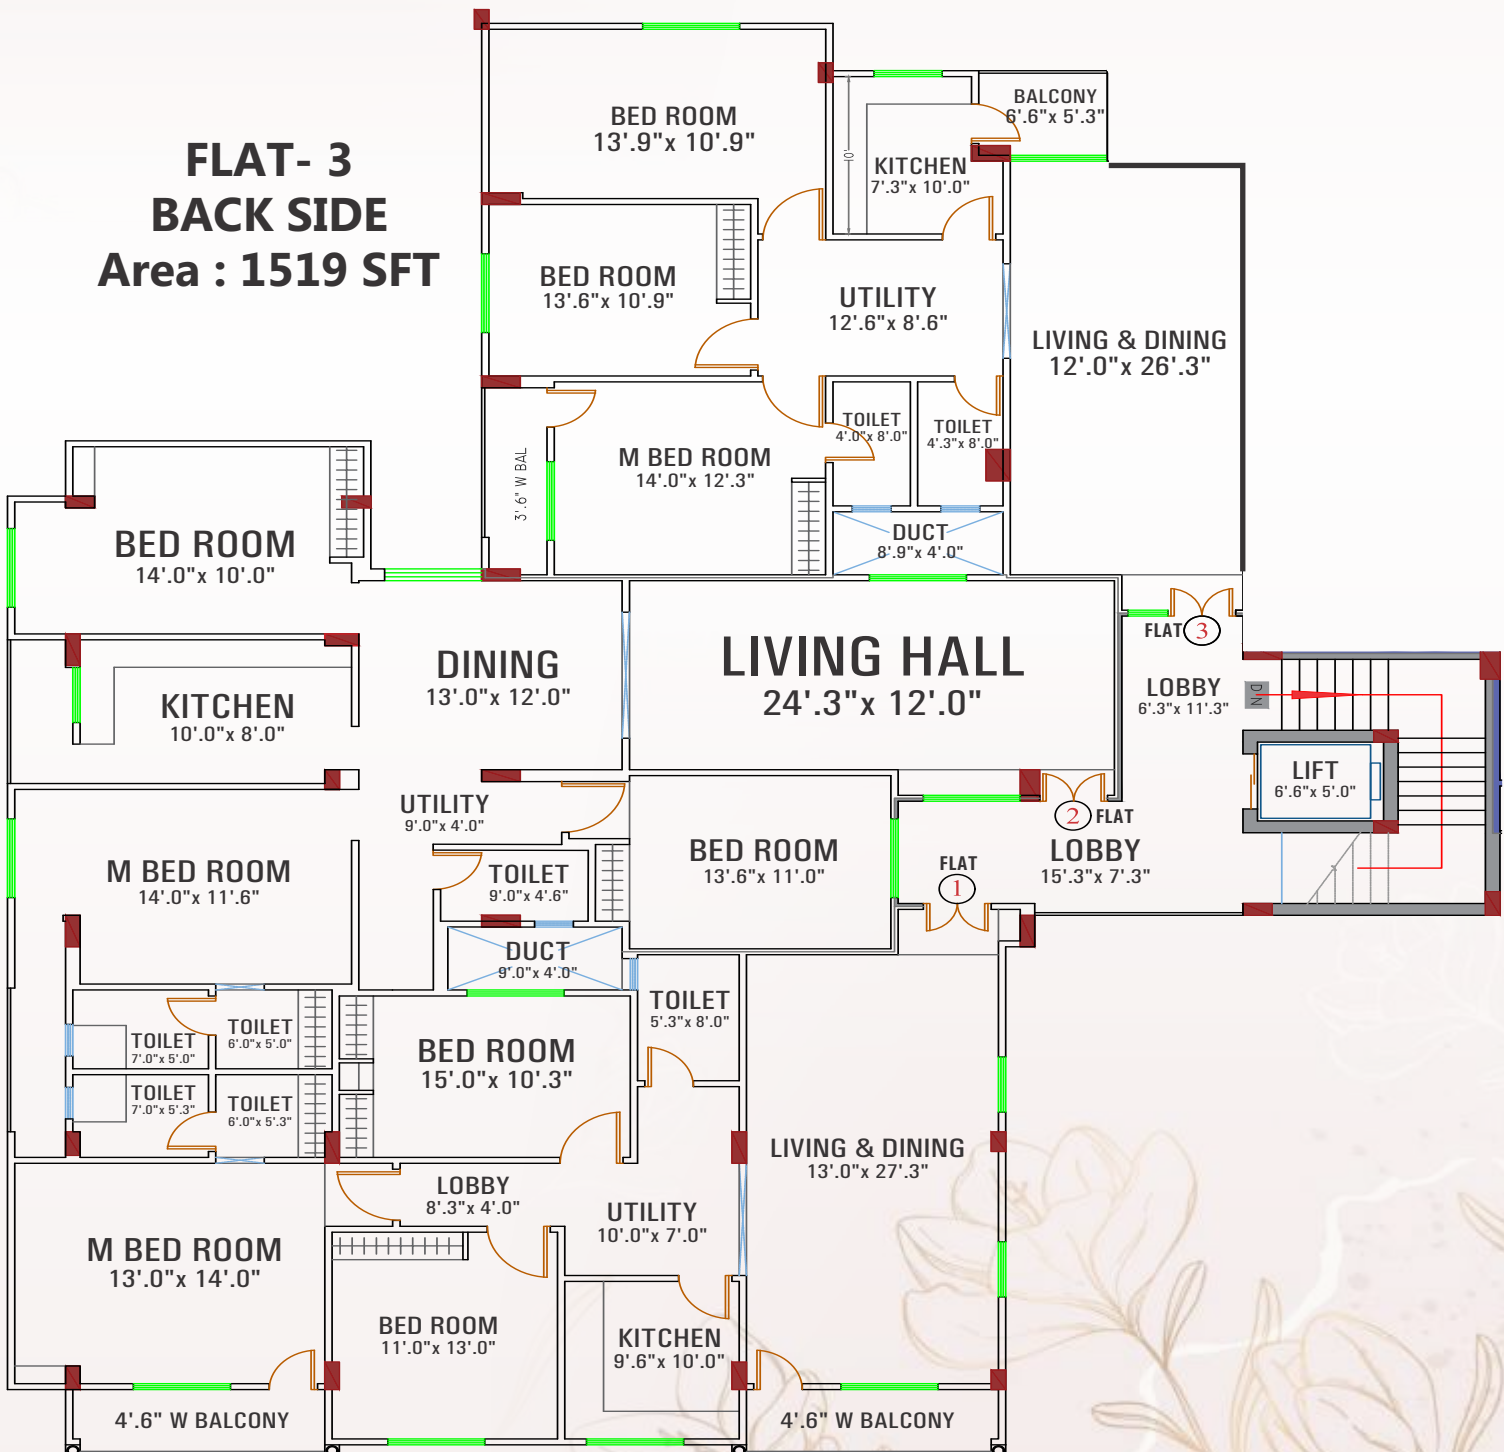 FLAT- 3
BACK SIDE
Area : 1519 SFT
BED ROOM
13'.9"x 10'.9"
BALCONY
6'.6"x 5'.3"
10'
KITCHEN
7'.3"x 10'.0"
BED ROOM
13'.6"x 10'.9"
UTILITY
12'.6"x 8'.6"
LIVING & DINING
12'.0"x 26'.3"
3'.6" W BAL
M BED ROOM
14'.0"x 12'.3"
TOILET
4'.0"x 8'.0"
TOILET
4'.3"x 8'.0"
DUCT
8'.9"x 4'.0"
BED ROOM
14'.0"x 10'.0"
KITCHEN
10'.0"x 8'.0"
DINING
13'.0"x 12'.0"
LIVING HALL
24'.3"x 12'.0"
FLAT 3
LOBBY
6'.3"x 11'.3"
DN
LIFT
6'.6"x 5'.0"
UTILITY
9'.0"x 4'.0"
2 FLAT
LOBBY
15'.3"x 7'.3"
FLAT
1
M BED ROOM
14'.0"x 11'.6"
TOILET
9'.0"x 4'.6"
BED ROOM
13'.6"x 11'.0"
DUCT
9'.0"x 4'.0"
TOILET
5'.3"x 8'.0"
TOILET
7'.0"x 5'.0"
TOILET
6'.0"x 5'.0"
TOILET
7'.0"x 5'.3"
TOILET
6'.0"x 5'.3"
BED ROOM
15'.0"x 10'.3"
LIVING & DINING
13'.0"x 27'.3"
LOBBY
8'.3"x 4'.0"
UTILITY
10'.0"x 7'.0"
M BED ROOM
13'.0"x 14'.0"
BED ROOM
11'.0"x 13'.0"
KITCHEN
9'.6"x 10'.0"
4'.6" W BALCONY
4'.6" W BALCONY